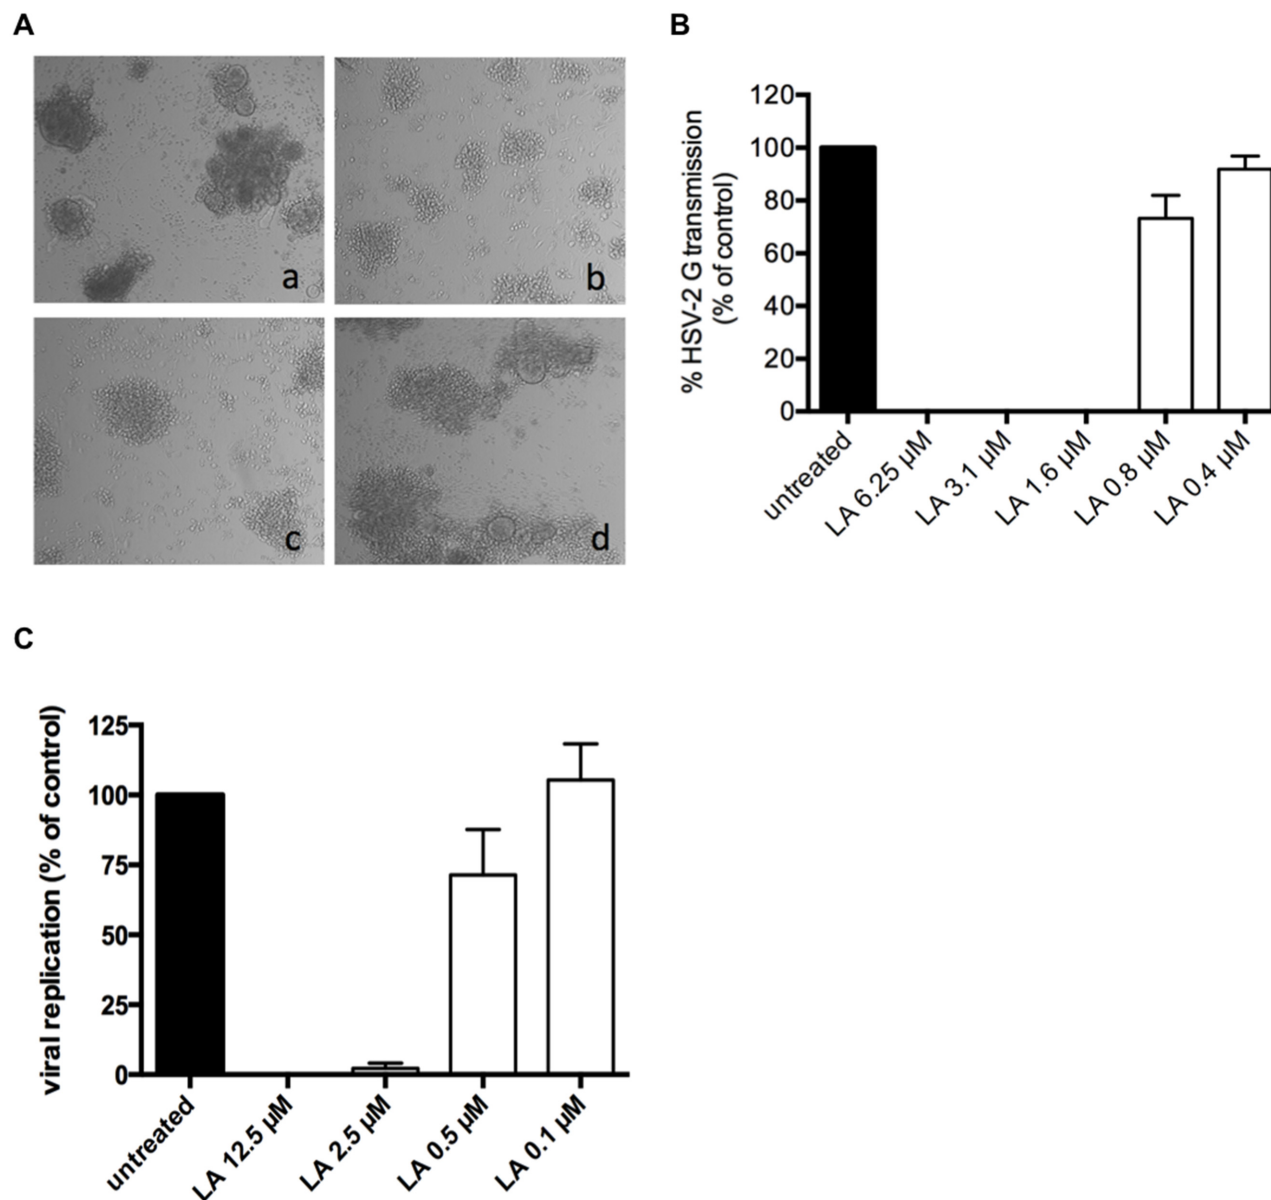 A
a
b
c
d
B
% HSV-2 G transmission
(% of control)
120
100
80
60
40
20
0
untreated
LA 6.25 µM
LA 3.1 µM
LA 1.6 µM
LA 0.8 µM
LA 0.4 µM
C
viral replication (% of control)
125
100
75
50
25
0
untreated
LA 12.5 µM
LA 2.5 µM
LA 0.5 µM
LA 0.1 µM